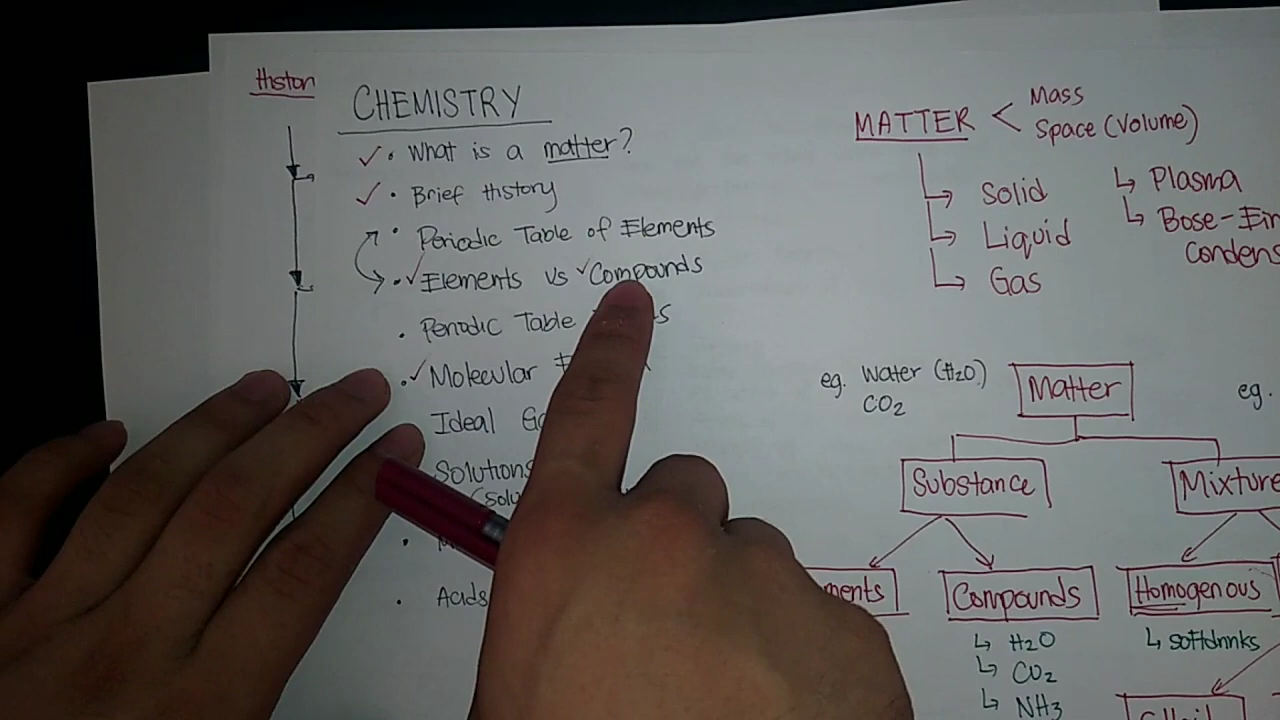 History
CHEMISTRY
What is a matter?
Brief History
Periodic Table of Elements
Elements vs Compounds
Periodic Table
Molecular
Ideal
Solutions
Acids
MATTER < Mass
Space (Volume)
Solid
Liquid
Gas
Plasma
Bose-Ein
Condens
eg. Water (H2O)
CO2
Matter
eg.
Substance
Mixture
ments
Compounds
Homogenous
H2O
CO2
NH3
softdrinks